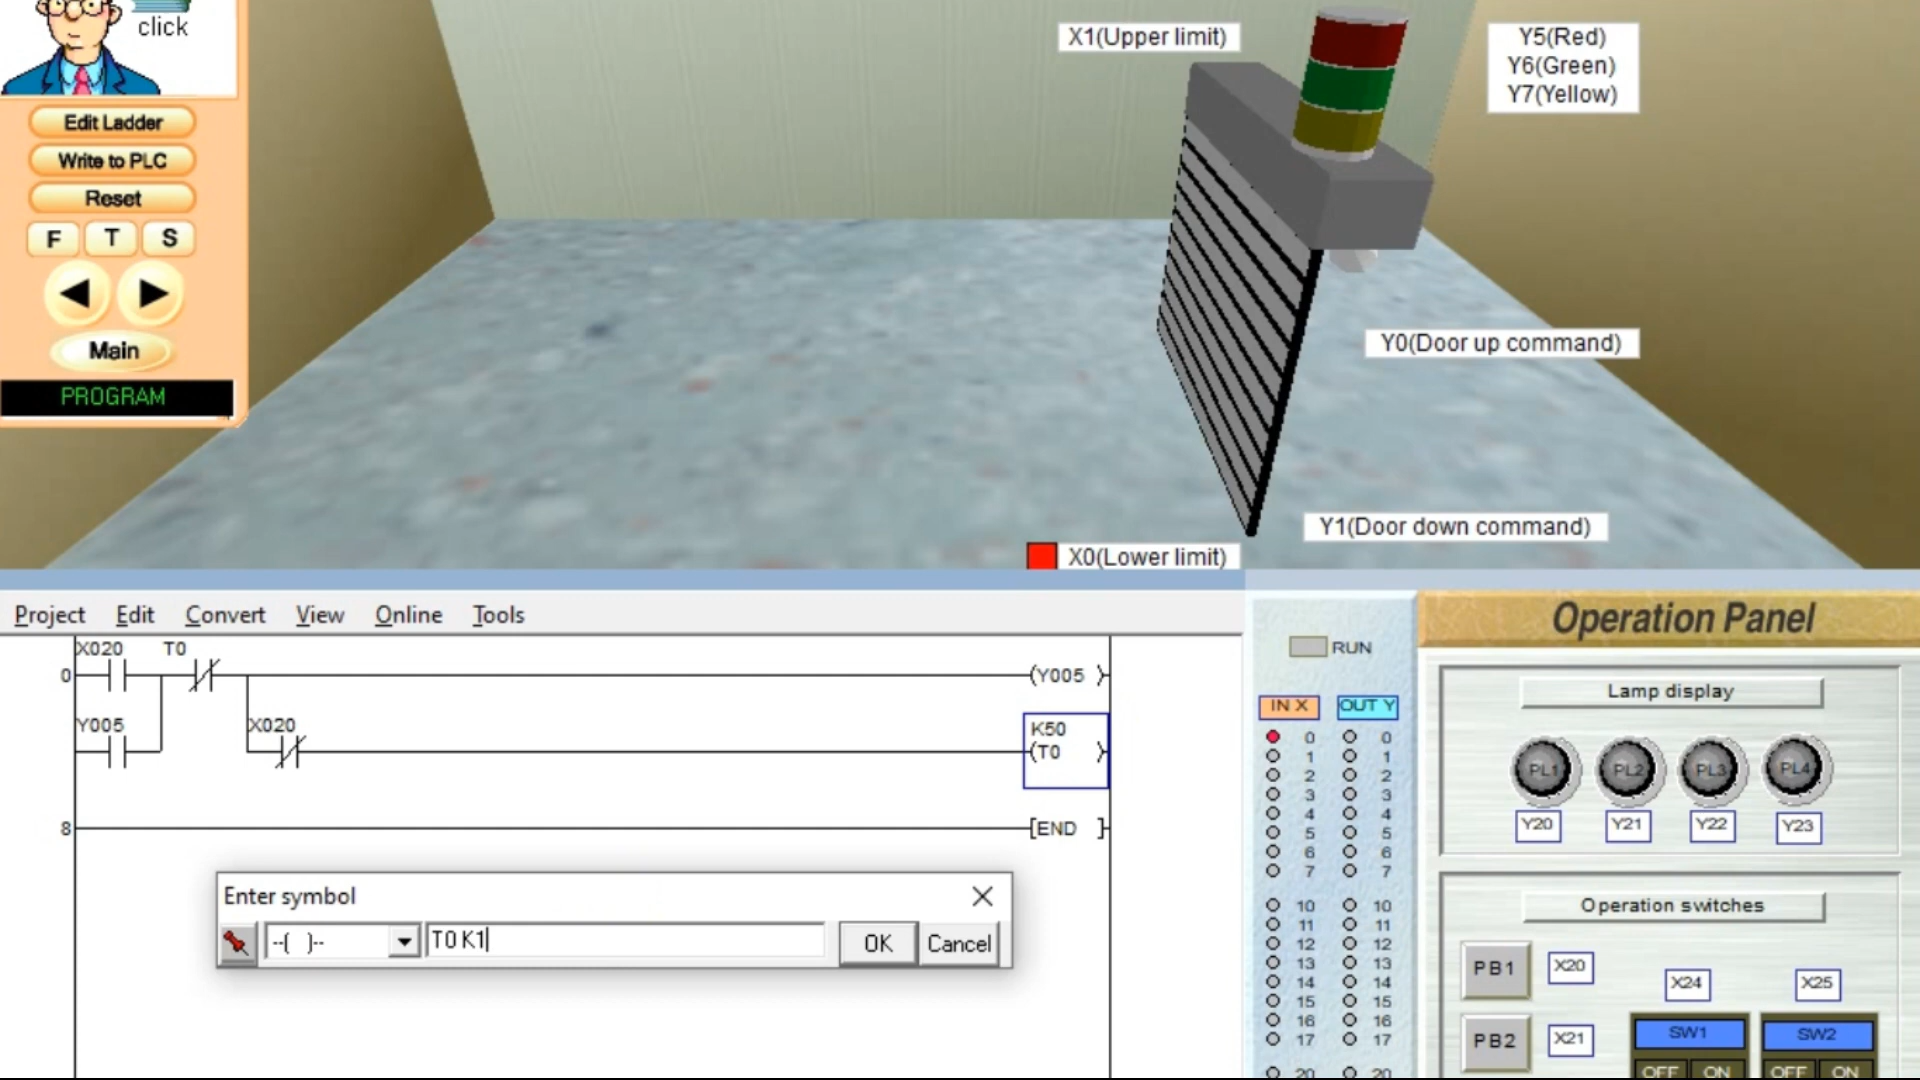 click
Edit Ladder
Write to PLC
Reset
F T S
Main
PROGRAM
X1(Upper limit)
Y5(Red)
Y6(Green)
Y7(Yellow)
Y0(Door up command)
Y1(Door down command)
X0(Lower limit)
Project Edit Convert View Online Tools
X020 T0
0 (Y005 )
Y005 X020 K50
(T0 )
8 [END ]
Enter symbol
--( )-- T0 K1 OK Cancel
RUN
IN X OUT Y
0 0
1 1
2 2
3 3
4 4
5 5
6 6
7 7
10 10
11 11
12 12
13 13
14 14
15 15
16 16
17 17
20 20
Operation Panel
Lamp display
PL1 PL2 PL3 PL4
Y20 Y21 Y22 Y23
Operation switches
PB1 X20 X24 X25
PB2 X21 SW1 SW2
OFF ON OFF ON